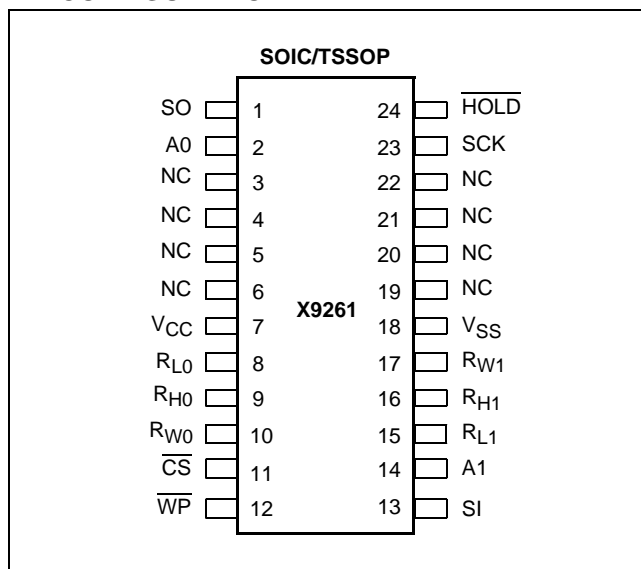 SOIC/TSSOP
SO 1 24 HOLD
A0 2 23 SCK
NC 3 22 NC
NC 4 21 NC
NC 5 20 NC
NC 6 19 NC
X9261
VCC 7 18 VSS
RL0 8 17 RW1
RH0 9 16 RH1
RW0 10 15 RL1
CS 11 14 A1
WP 12 13 SI